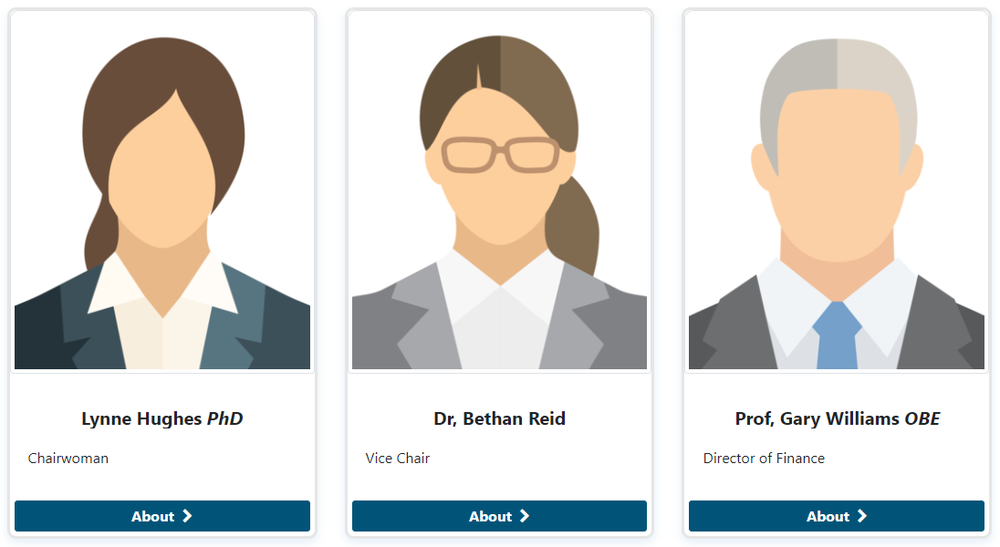 Lynne Hughes PhD
Chairwoman
About
Dr, Bethan Reid
Vice Chair
About
Prof, Gary Williams OBE
Director of Finance
About